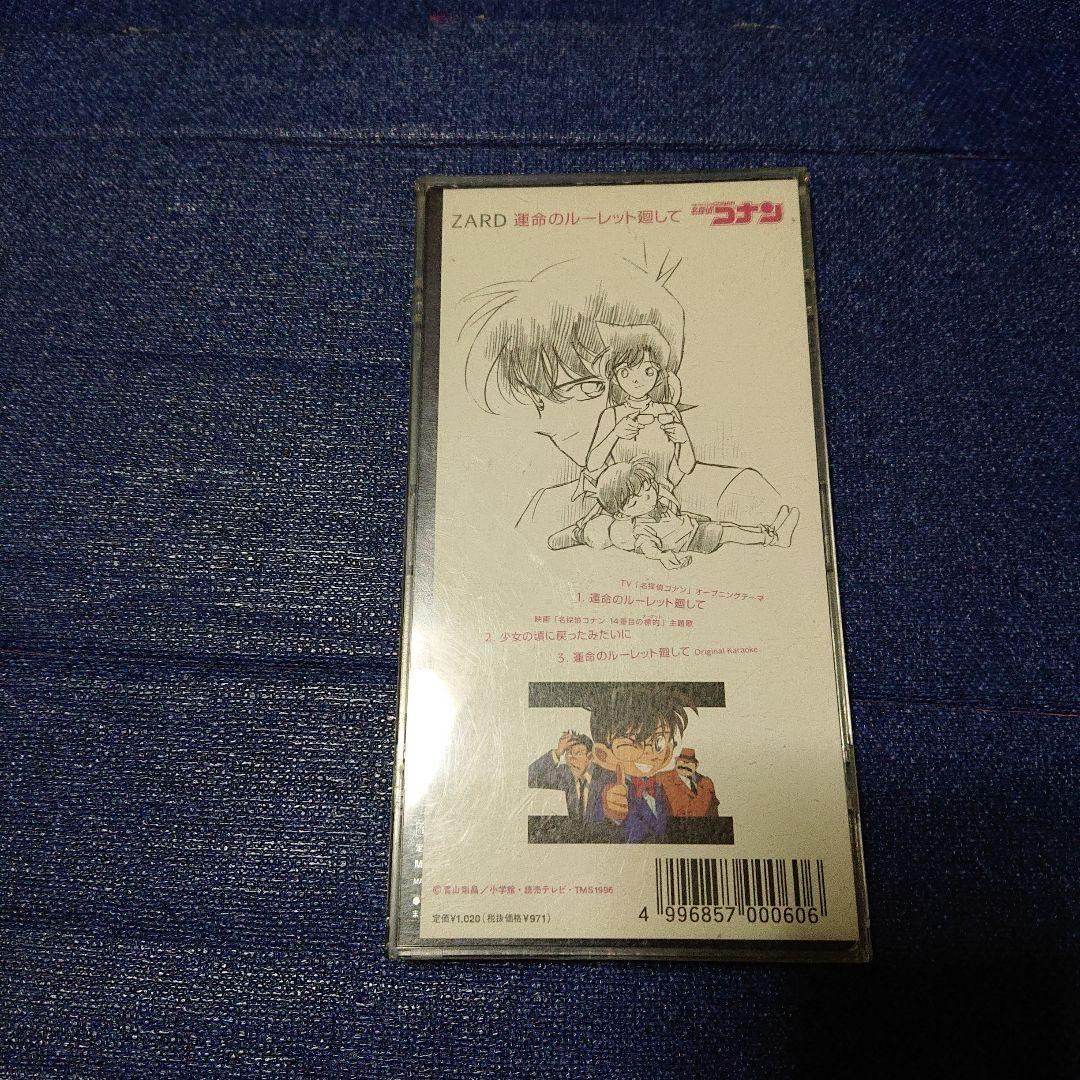 ZARD 運命のルーレット廻して
名探偵コナン
TV「名探偵コナン」オープニングテーマ
1. 運命のルーレット廻して
映画「名探偵コナン 14番目の標的」主題歌
2. 少女の頃に戻ったみたいに
3. 運命のルーレット廻して Original Karaoke
©青山剛昌／小学館・読売テレビ・TMS1996
定価¥1,020(税抜価格¥971)
4 996857 000606